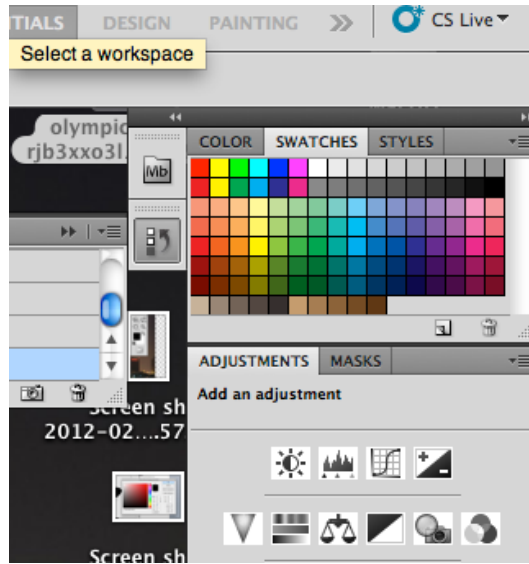 TIALS DESIGN PAINTING CS Live
Select a workspace
olympic
rjb3xxo3l
Mb
COLOR SWATCHES STYLES
ADJUSTMENTS MASKS
Add an adjustment
Screen sh
2012-02....57
Screen sh